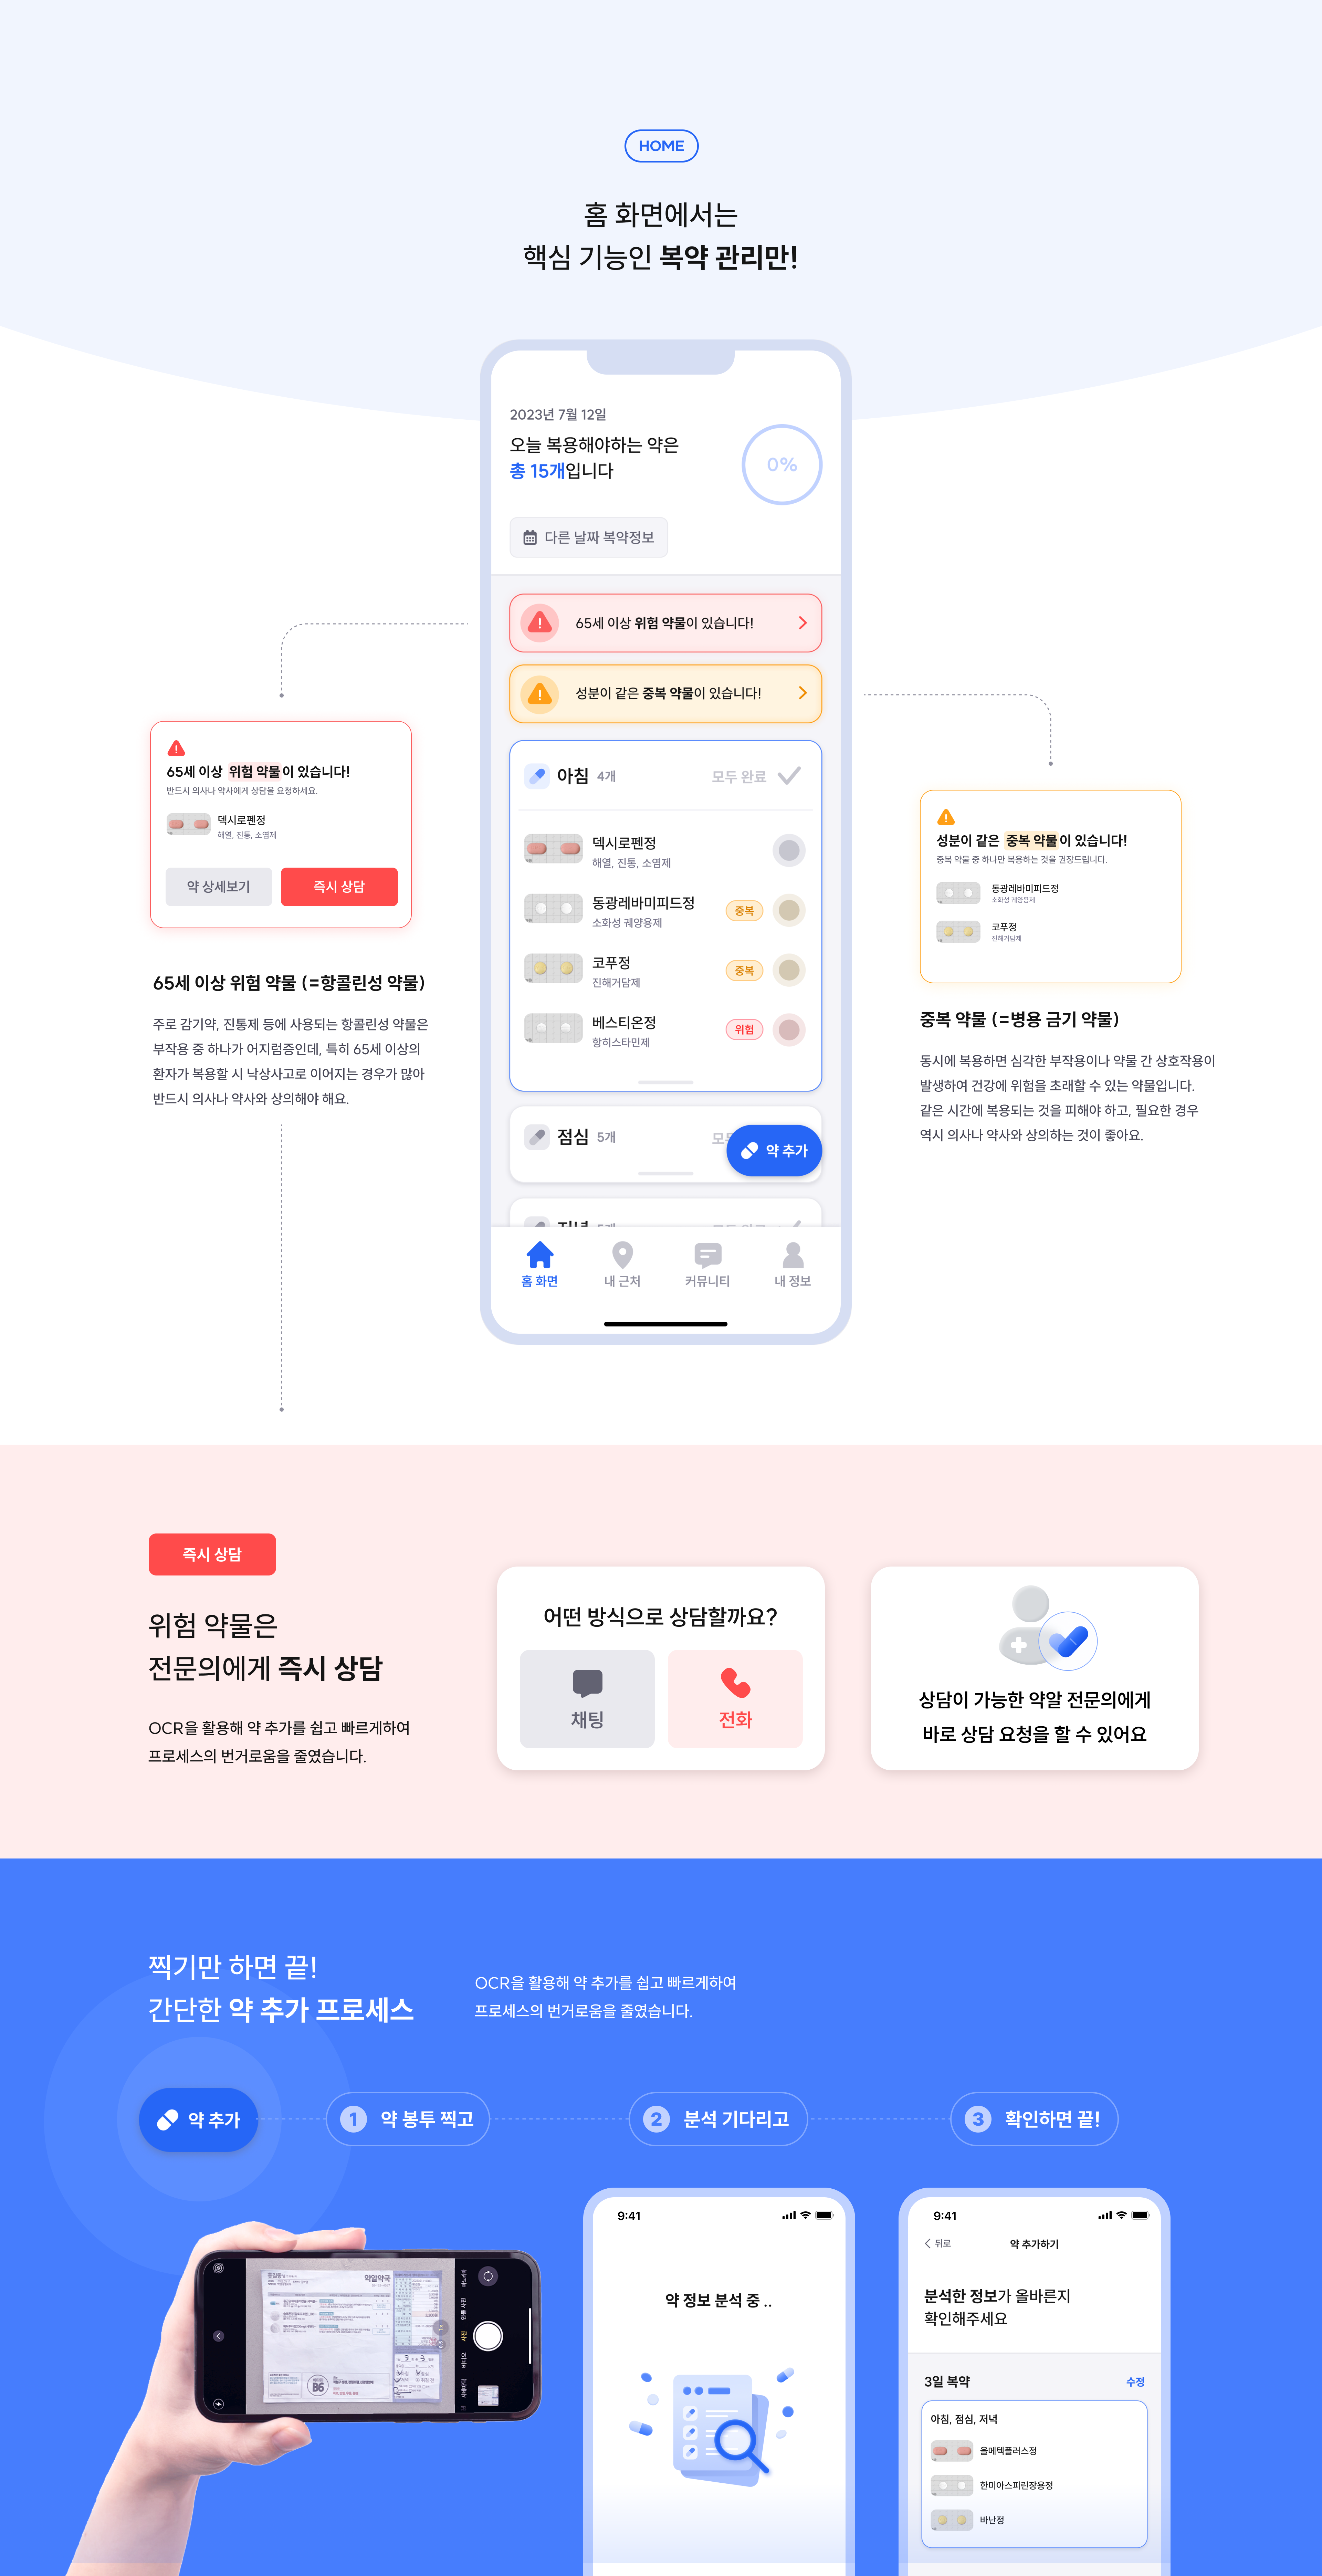 HOME
홈 화면에서는
핵심 기능인 복약 관리만!
2023년 7월 12일
오늘 복용해야하는 약은
총 15개입니다
0%
다른 날짜 복약정보
65세 이상 위험 약물이 있습니다!
성분이 같은 중복 약물이 있습니다!
아침 4개 모두 완료
덱시로펜정
해열, 진통, 소염제
동광레바미피드정
소화성 궤양용제
중복
코푸정
진해거담제
중복
베스티온정
항히스타민제
위험
점심 5개
약 추가
홈 화면
내 근처
커뮤니티
내 정보
65세 이상 위험 약물이 있습니다!
반드시 의사나 약사에게 상담을 요청하세요.
덱시로펜정
해열, 진통, 소염제
약 상세보기
즉시 상담
65세 이상 위험 약물 (=항콜린성 약물)
주로 감기약, 진통제 등에 사용되는 항콜린성 약물은
부작용 중 하나가 어지럼증인데, 특히 65세 이상의
환자가 복용할 시 낙상사고로 이어지는 경우가 많아
반드시 의사나 약사와 상의해야 해요.
성분이 같은 중복 약물이 있습니다!
중복 약물 중 하나만 복용하는 것을 권장드립니다.
동광레바미피드정
소화성 궤양용제
코푸정
진해거담제
중복 약물 (=병용 금기 약물)
동시에 복용하면 심각한 부작용이나 약물 간 상호작용이
발생하여 건강에 위험을 초래할 수 있는 약물입니다.
같은 시간에 복용되는 것을 피해야 하고, 필요한 경우
역시 의사나 약사와 상의하는 것이 좋아요.
즉시 상담
위험 약물은
전문의에게 즉시 상담
OCR을 활용해 약 추가를 쉽고 빠르게하여
프로세스의 번거로움을 줄였습니다.
어떤 방식으로 상담할까요?
채팅
전화
상담이 가능한 약알 전문의에게
바로 상담 요청을 할 수 있어요
찍기만 하면 끝!
간단한 약 추가 프로세스
OCR을 활용해 약 추가를 쉽고 빠르게하여
프로세스의 번거로움을 줄였습니다.
약 추가
1 약 봉투 찍고
2 분석 기다리고
3 확인하면 끝!
약알약국
B6
파노라마
인물 사진
사진
비디오
9:41
약 정보 분석 중 ..
9:41
뒤로
약 추가하기
분석한 정보가 올바른지
확인해주세요
3일 복약
수정
아침, 점심, 저녁
올메텍플러스정
한미아스피린장용정
바난정